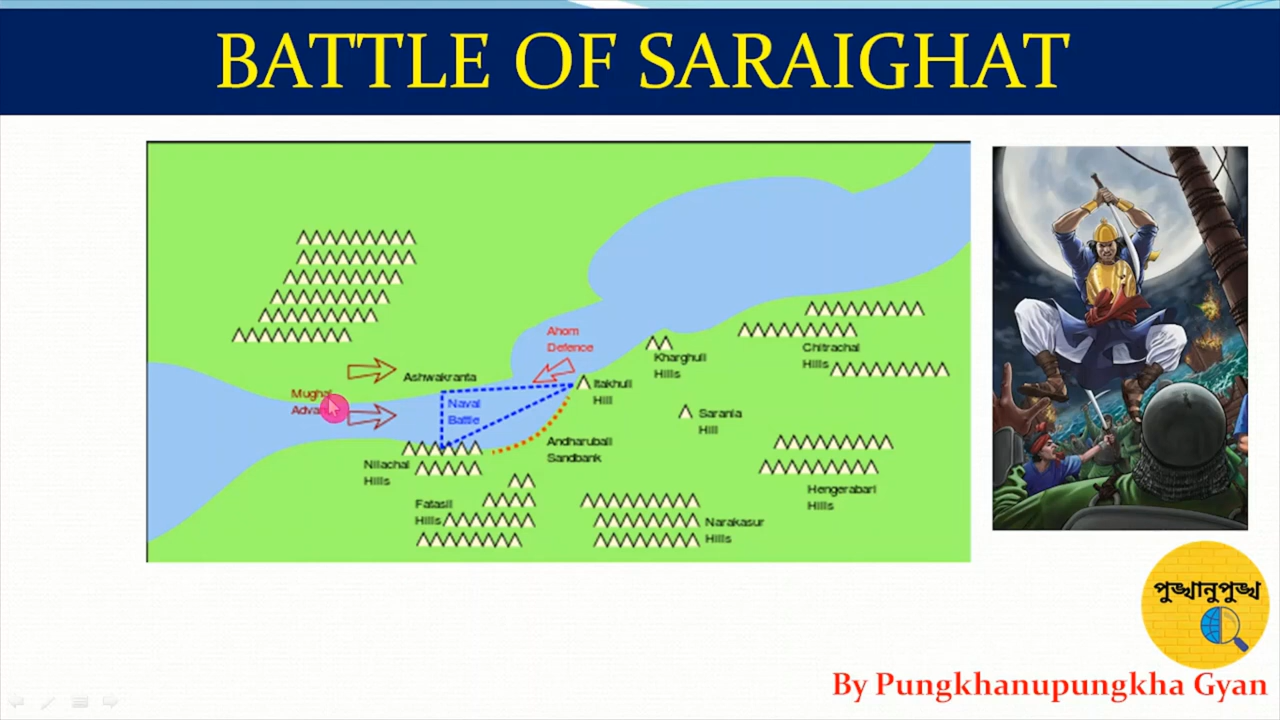 BATTLE OF SARAIGHAT
Ahom
Defence
Kharghuli
Hills
Chitrachal
Hills
Ashwakranta
Mughal
Naval
Battle
Itakhuli
Hill
Sarania
Hill
Andharubali
Sandbank
Nilachal
Hills
Fatasil
Hills
Narakasur
Hills
Hengerabari
Hills
পুঙ্খানুপুঙ্খ
By Pungkhanupungkha Gyan